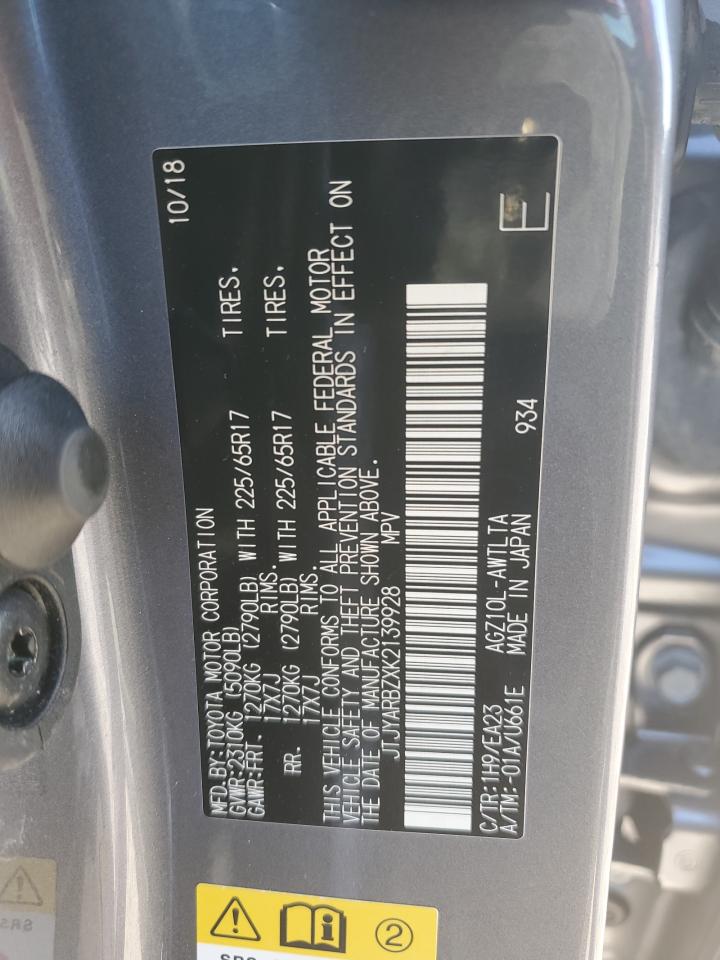 MFD. BY: TOYOTA MOTOR CORPORATION 10/18
GVWR: 2310KG (5090LB)
GAWR: FRT. 1270KG (2790LB) WITH 225/65R17 TIRES.
17X7J RIMS.
RR. 1270KG (2790LB) WITH 225/65R17 TIRES.
17X7J RIMS.
THIS VEHICLE CONFORMS TO ALL APPLICABLE FEDERAL MOTOR
VEHICLE SAFETY AND THEFT PREVENTION STANDARDS IN EFFECT ON
THE DATE OF MANUFACTURE SHOWN ABOVE.
JTJYARBZXK2139928 MPV
C/TR: 1H9/EA23 AGZ10L-AWTLTA 934
A/TM: -01A/U661E MADE IN JAPAN E
2
SRS